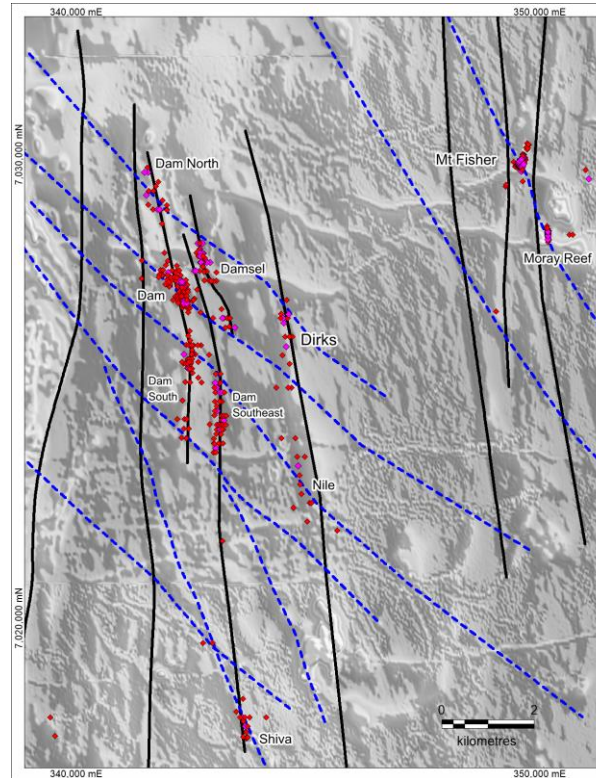 340,000 mE
350,000 mE
7,030,000 mN
Dam North
Mt Fisher
Damsel
Moray Reef
Dam
Dirks
Dam
South
Dam
Southeast
Nile
7,020,000 mN
0
2
kilometres
Shiva
340,000 mE
350,000 mE